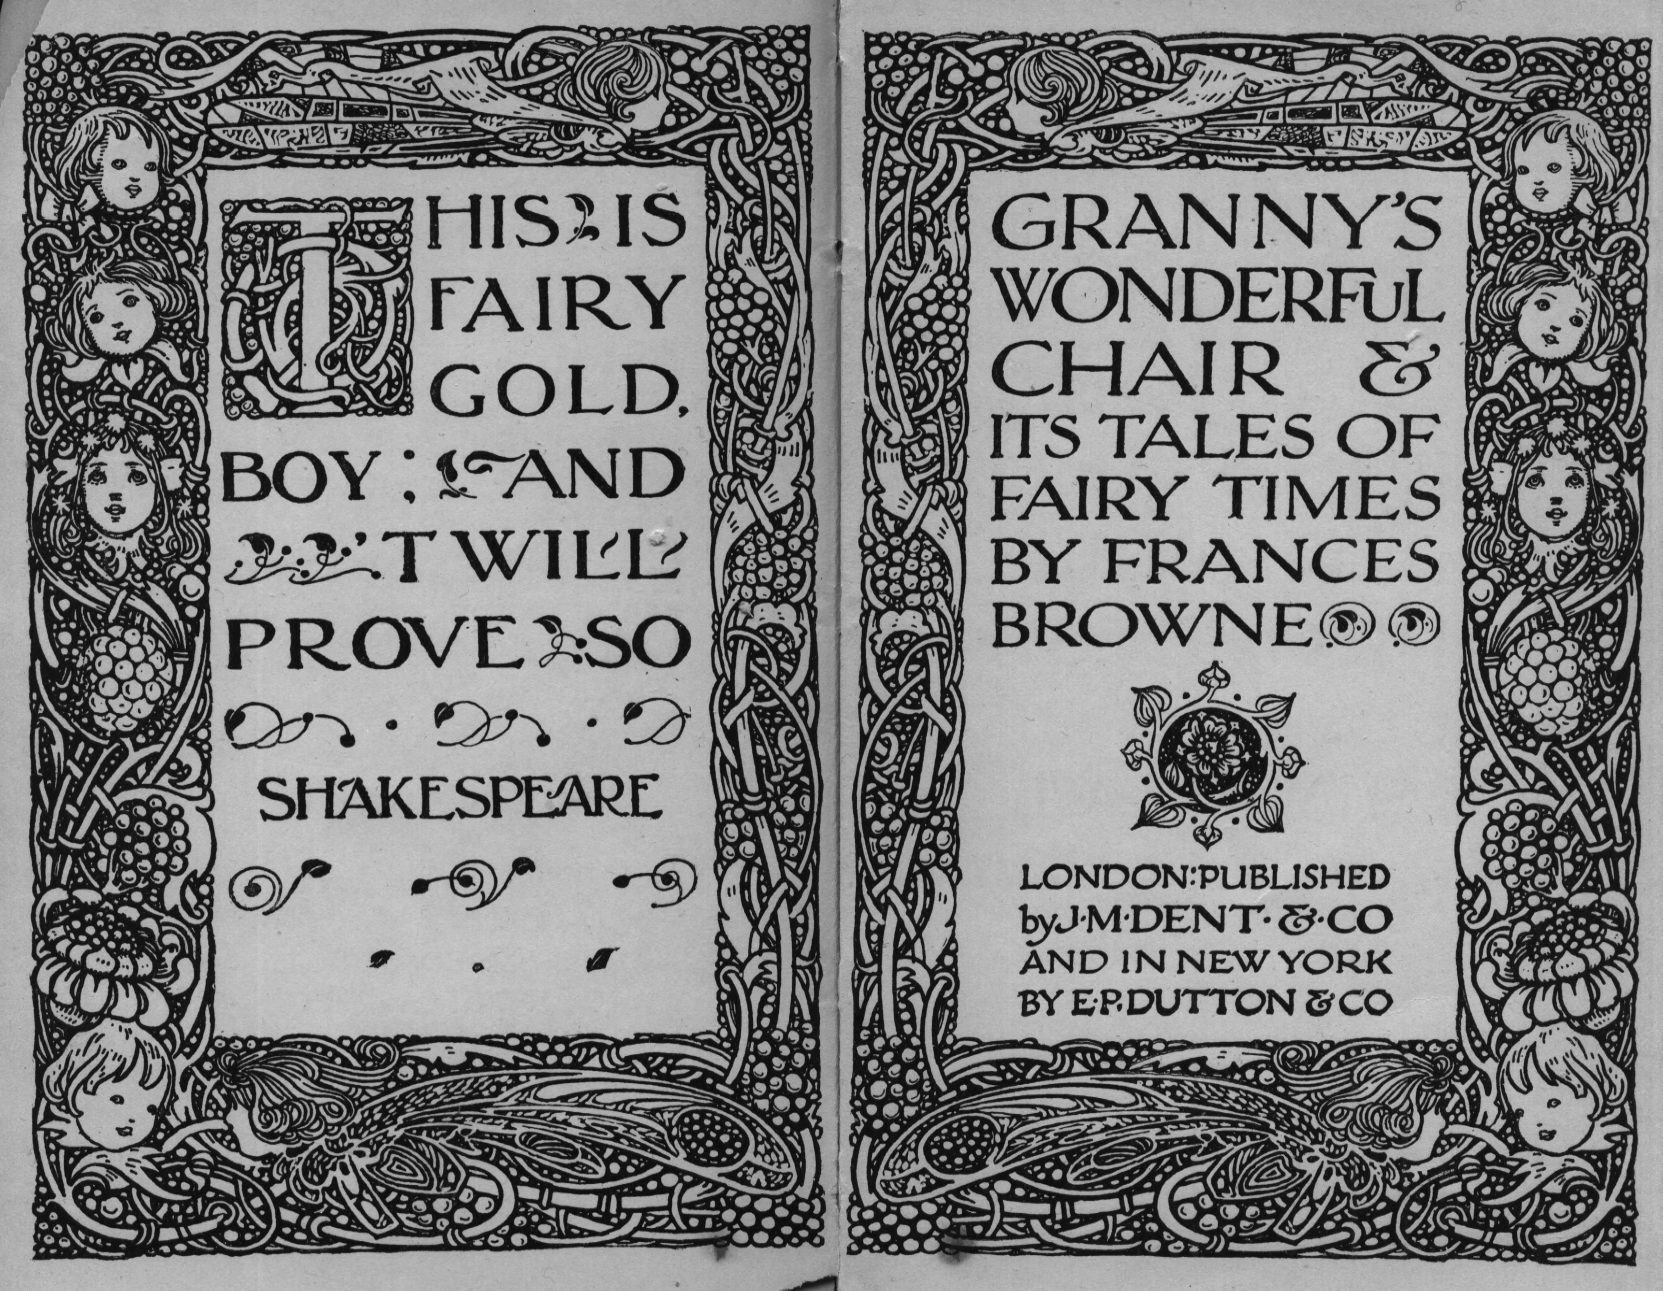 THIS IS
FAIRY
GOLD,
BOY; AND
'TWILL
PROVE SO
SHAKESPEARE
GRANNY'S
WONDERFUL
CHAIR &
ITS TALES OF
FAIRY TIMES
BY FRANCES
BROWNE
LONDON: PUBLISHED
by J·M·DENT· & ·CO
AND IN NEW YORK
BY E·P·DUTTON & CO